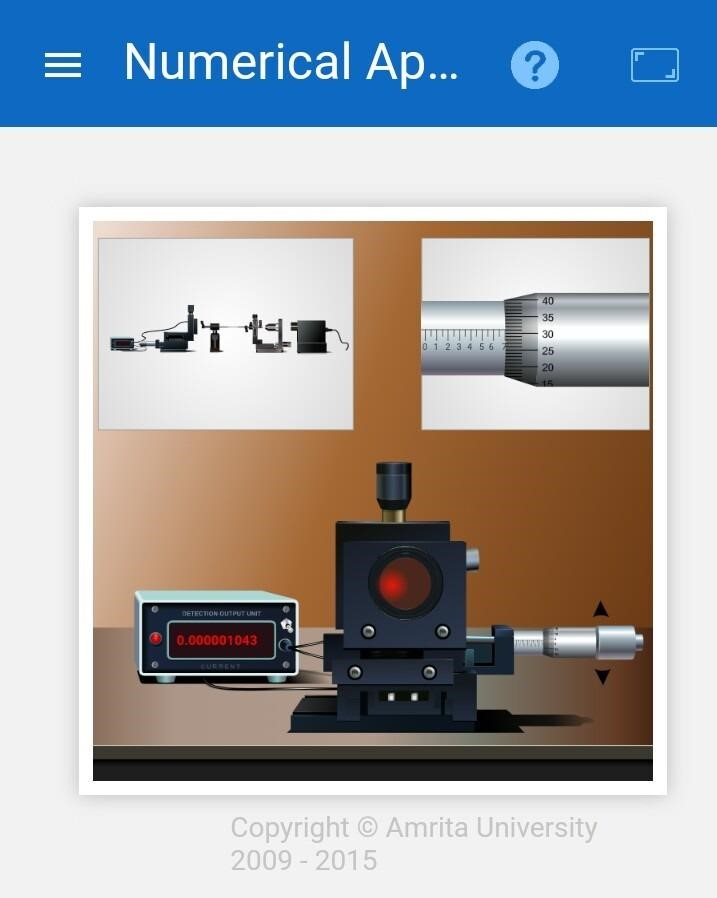 Numerical Ap...
?
40
35
30
25
20
15
0 1 2 3 4 5 6 7
DETECTION OUTPUT UNIT
0.000001043
CURRENT
Copyright © Amrita University
2009 - 2015